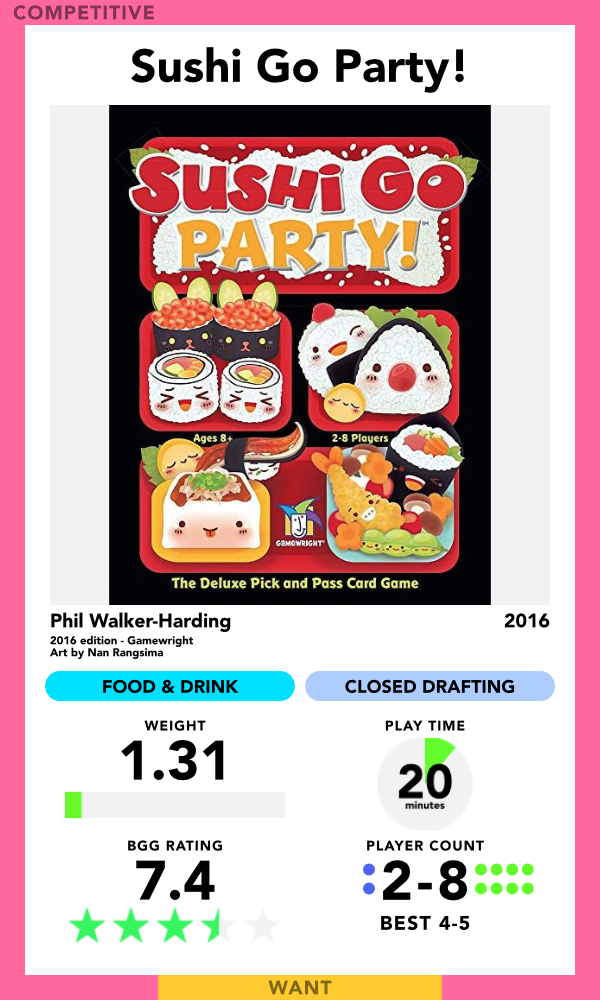 COMPETITIVE
Sushi Go Party!
SUSHI GO
PARTY!™
Ages 8+
2-8 Players
GAMEWRIGHT®
The Deluxe Pick and Pass Card Game
Phil Walker-Harding
2016
2016 edition - Gamewright
Art by Nan Rangsima
FOOD & DRINK
CLOSED DRAFTING
WEIGHT
1.31
PLAY TIME
20
minutes
BGG RATING
7.4
PLAYER COUNT
2-8
BEST 4-5
WANT